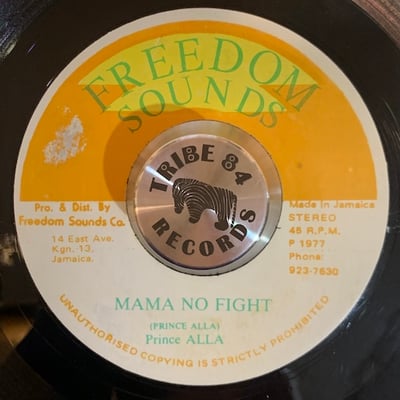 FREEDOM
SOUNDS
TRIBE 84
RECORDS
Pro. & Dist. By
Freedom Sounds Co.
14 East Ave.
Kgn. 13,
Jamaica.
Made in Jamaica
STEREO
45 R.P.M.
P 1977
Phone:
923-7630
MAMA NO FIGHT
(PRINCE ALLA)
Prince ALLA
UNAUTHORISED COPYING IS STRICTLY PROHIBITED